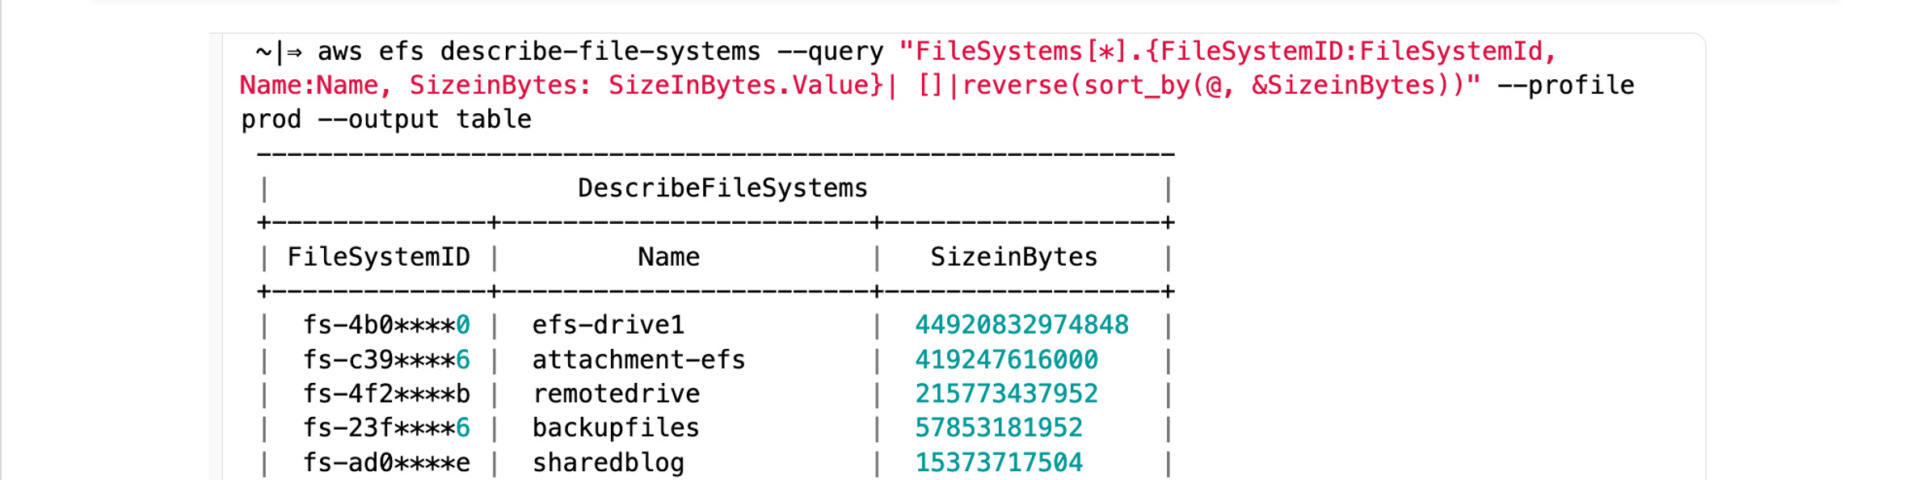 ~|⇒ aws efs describe-file-systems --query "FileSystems[*].{FileSystemID:FileSystemId,
Name:Name, SizeinBytes: SizeInBytes.Value}| []|reverse(sort_by(@, &SizeinBytes))" --profile
prod --output table
------------------------------------------------------------
| DescribeFileSystems |
+--------------+------------------------+------------------+
| FileSystemID | Name | SizeinBytes |
+--------------+------------------------+------------------+
| fs-4b0****0 | efs-drive1 | 44920832974848 |
| fs-c39****6 | attachment-efs | 419247616000 |
| fs-4f2****b | remotedrive | 215773437952 |
| fs-23f****6 | backupfiles | 57853181952 |
| fs-ad0****e | sharedblog | 15373717504 |